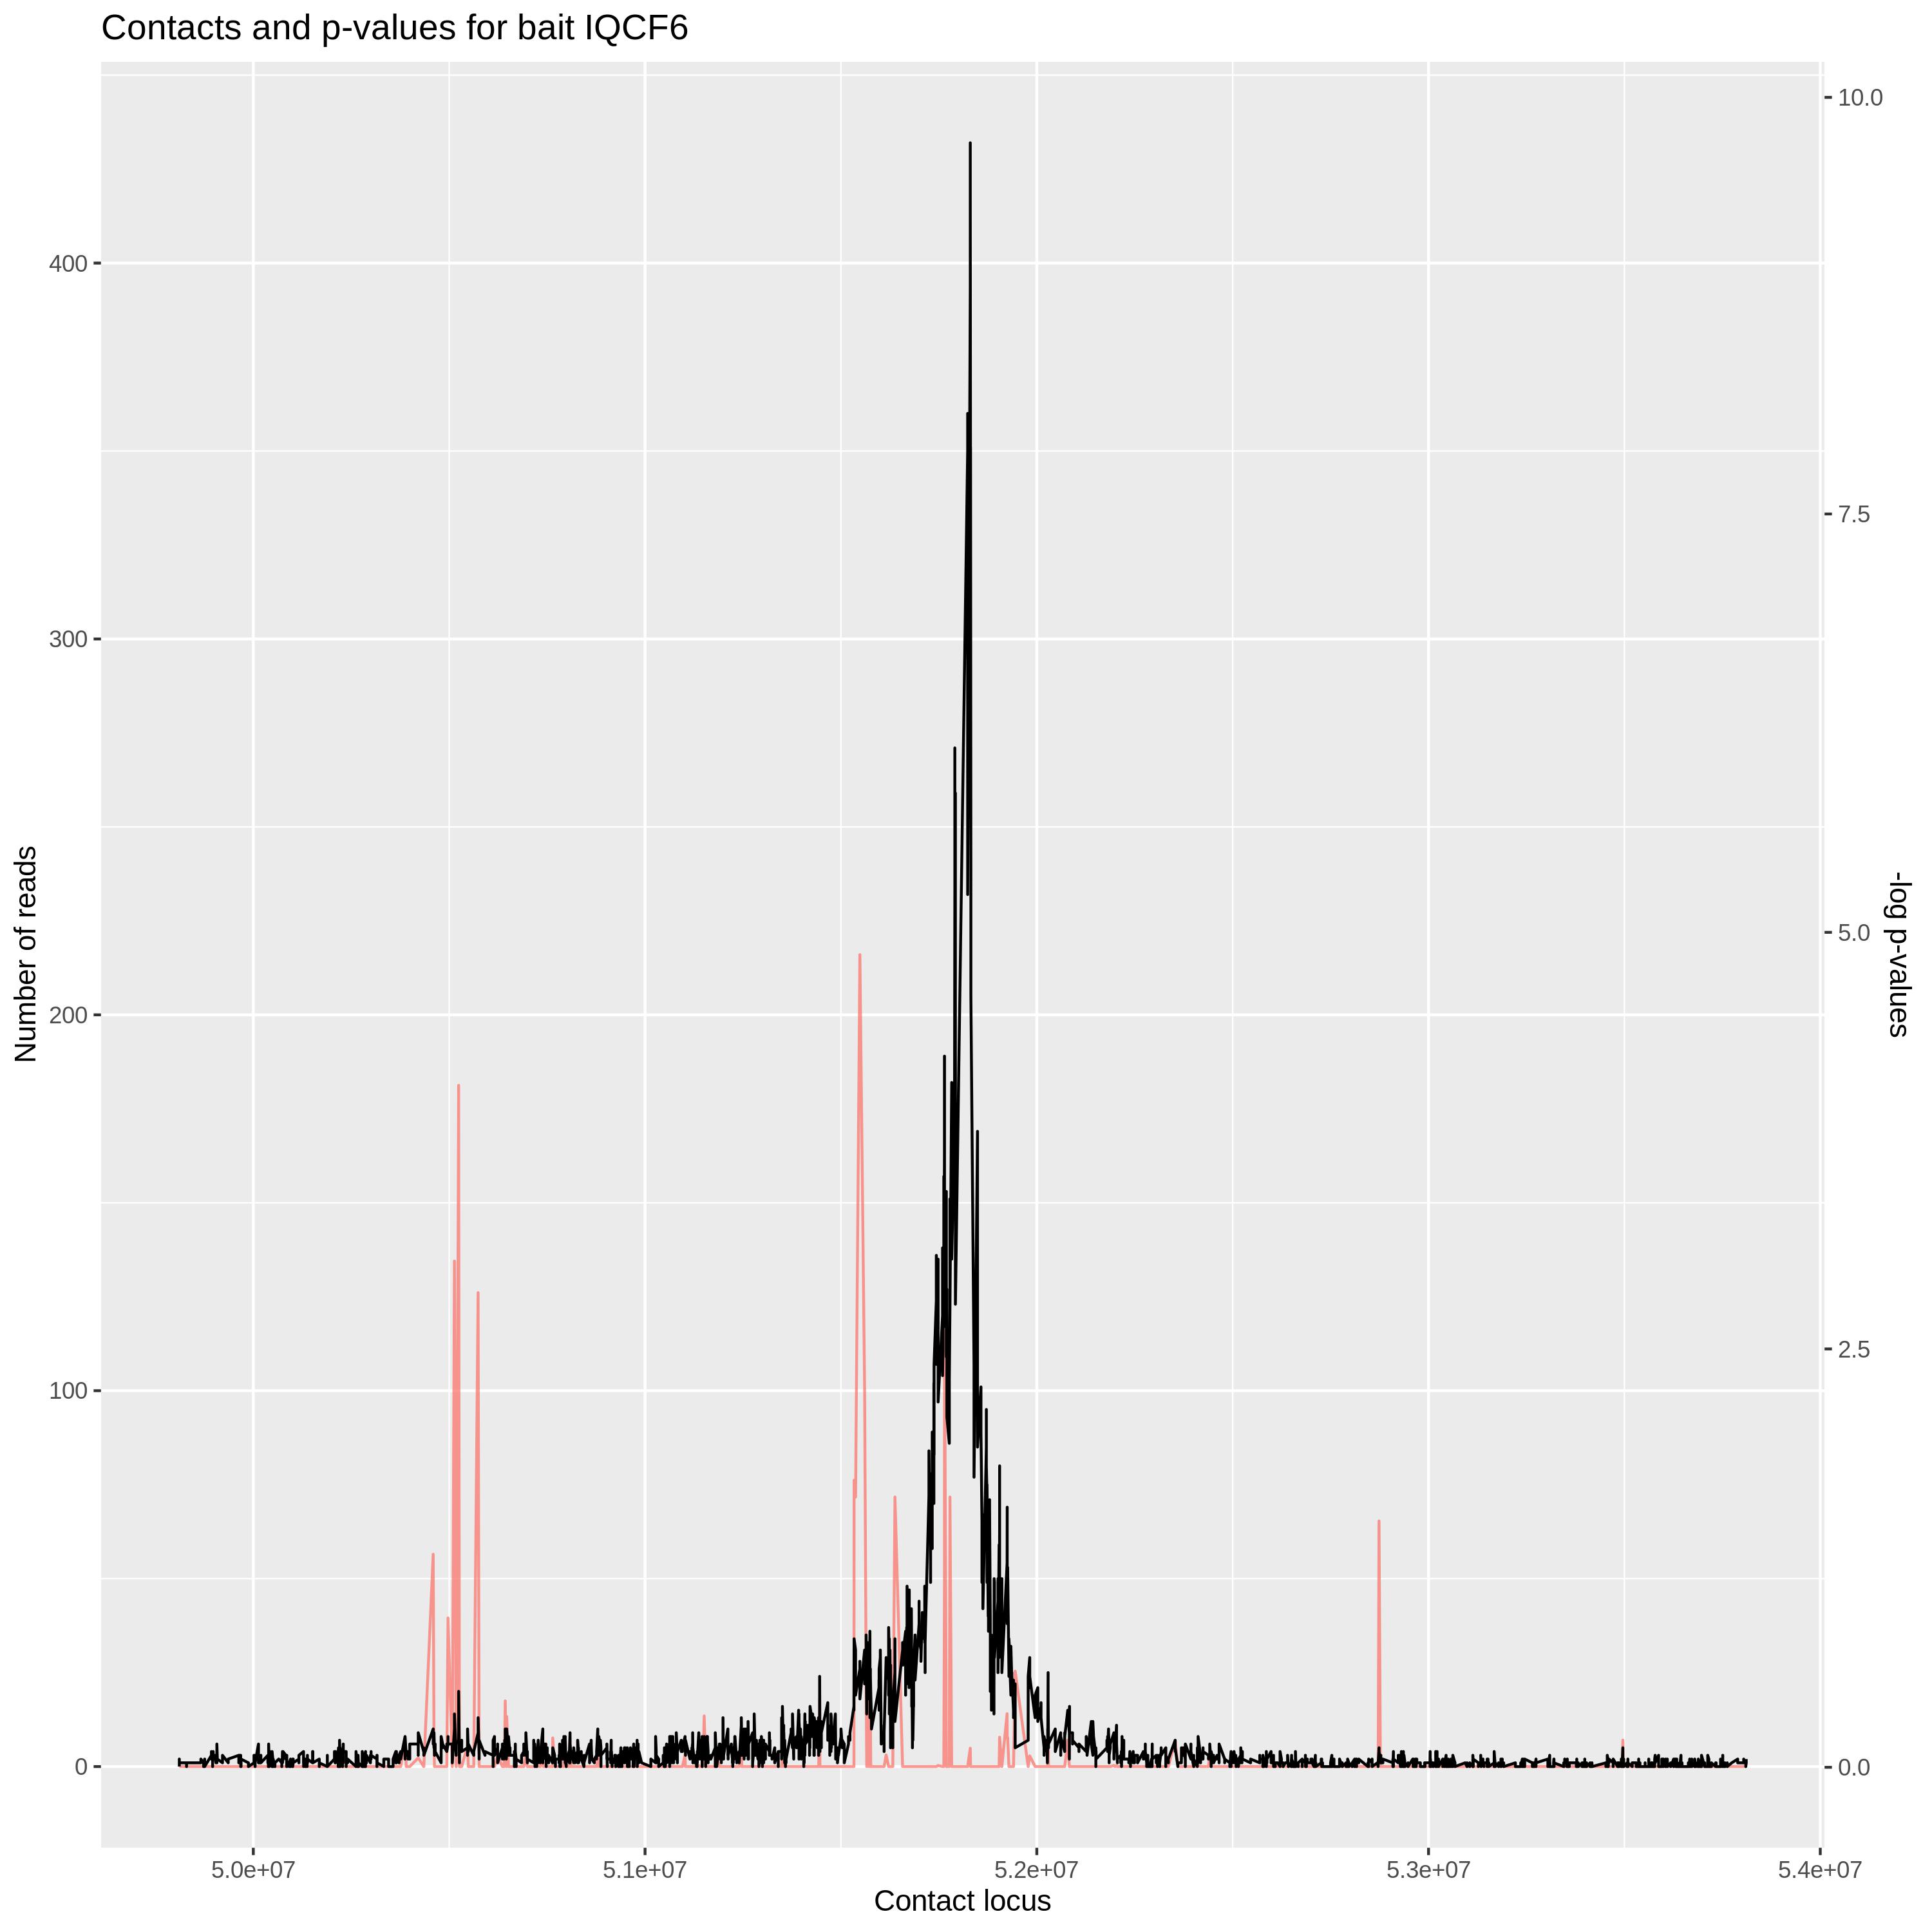 Contacts and p-values for bait IQCF6
10.0
400
7.5
300
Number of reads
-log p-values
5.0
200
2.5
100
0
0.0
5.0e+07
5.1e+07
5.2e+07
5.3e+07
5.4e+07
Contact locus